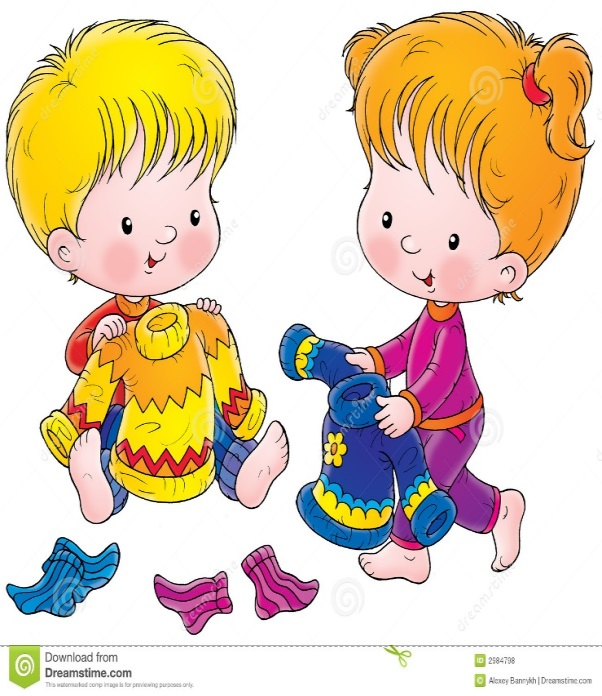 Download from
Dreamstime.com
This watermarked comp image is for previewing purposes only.
2984798
© Alexey Bannykh | Dreamstime.com